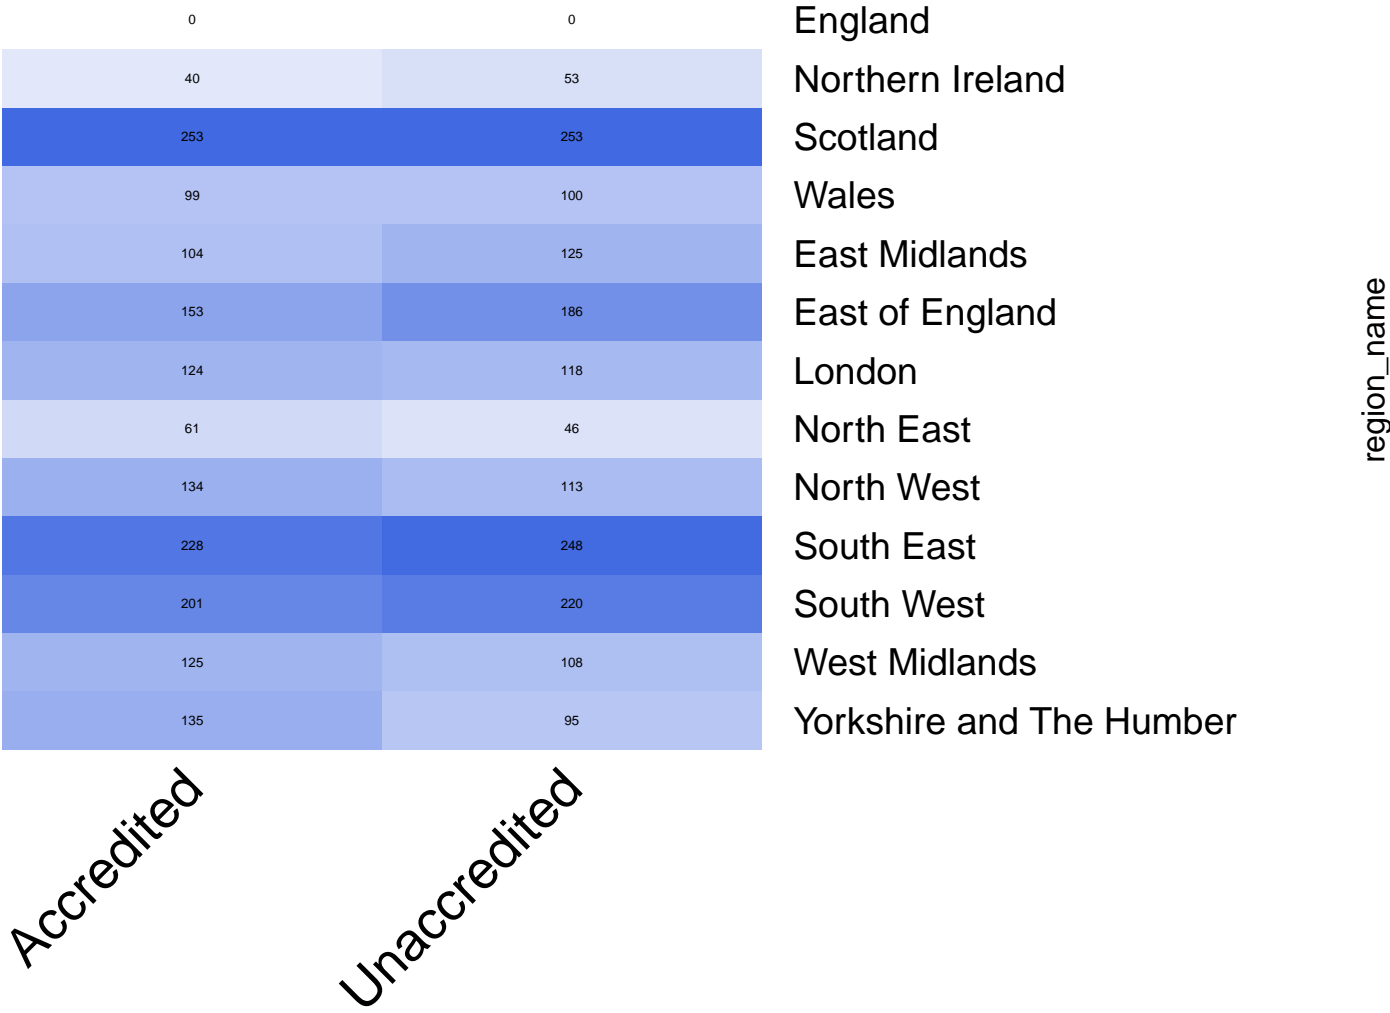 0 0 England
40 53 Northern Ireland
253 253 Scotland
99 100 Wales
104 125 East Midlands
153 186 East of England
124 118 London
61 46 North East
134 113 North West
228 248 South East
201 220 South West
125 108 West Midlands
135 95 Yorkshire and The Humber
region_name
Accredited Unaccredited